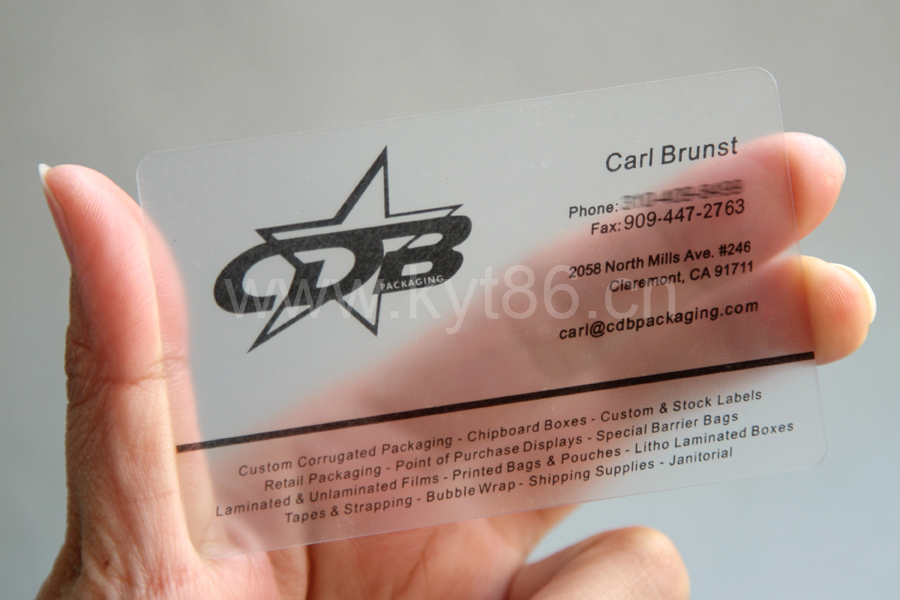 Carl Brunst
Phone:
Fax: 909-447-2763
2058 North Mills Ave. #246
Claremont, CA 91711
carl@cdbpackaging.com
CDB
PACKAGING
www.kyt86.cn
Custom Corrugated Packaging - Chipboard Boxes - Custom & Stock Labels
Retail Packaging - Point of Purchase Displays - Special Barrier Bags
Laminated & Unlaminated Films - Printed Bags & Pouches - Litho Laminated Boxes
Tapes & Strapping - Bubble Wrap - Shipping Supplies - Janitorial